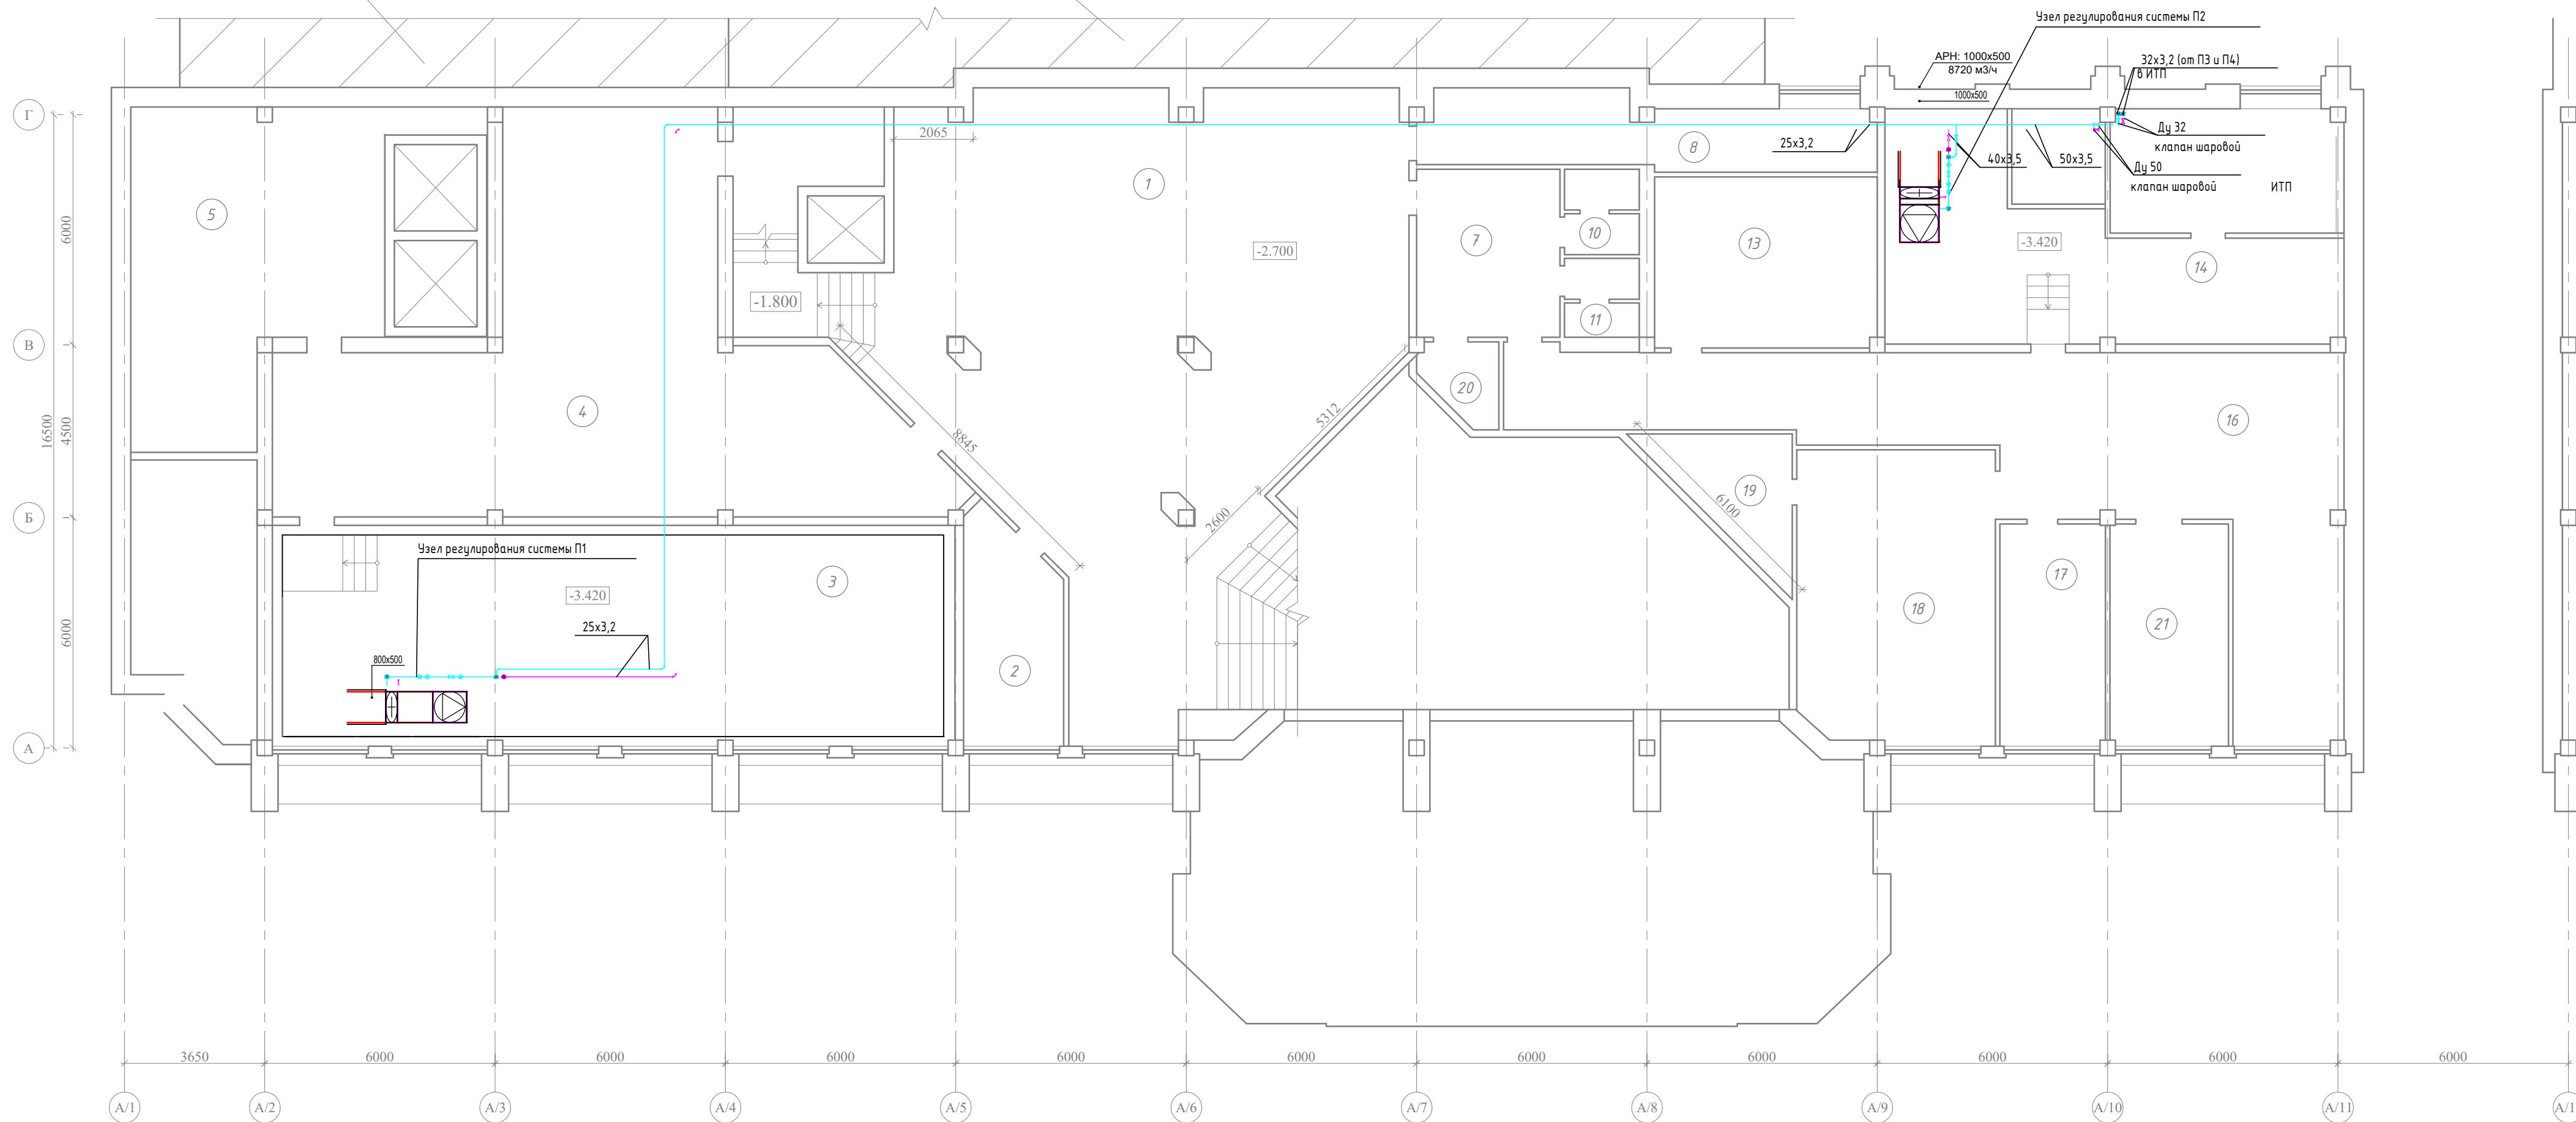 Узел регулирования системы П2
АРН: 1000х500
8720 м3/ч
1000х500
32х3,2 (от П3 и П4)
в ИТП
Ду 32
клапан шаровой
Ду 50
клапан шаровой
ИТП
25х3,2
40х3,5
50х3,5
2065
Г
1
8
5
7
10
13
-3.420
14
-2.700
6000
-1.800
11
В
20
16
4
16500
4500
8845
5312
19
6100
2600
Б
Узел регулирования системы П1
3
-3.420
17
18
21
25х3,2
6000
800х500
2
А
3650
6000
6000
6000
6000
6000
6000
6000
6000
6000
6000
А/1
А/2
А/3
А/4
А/5
А/6
А/7
А/8
А/9
А/10
А/11